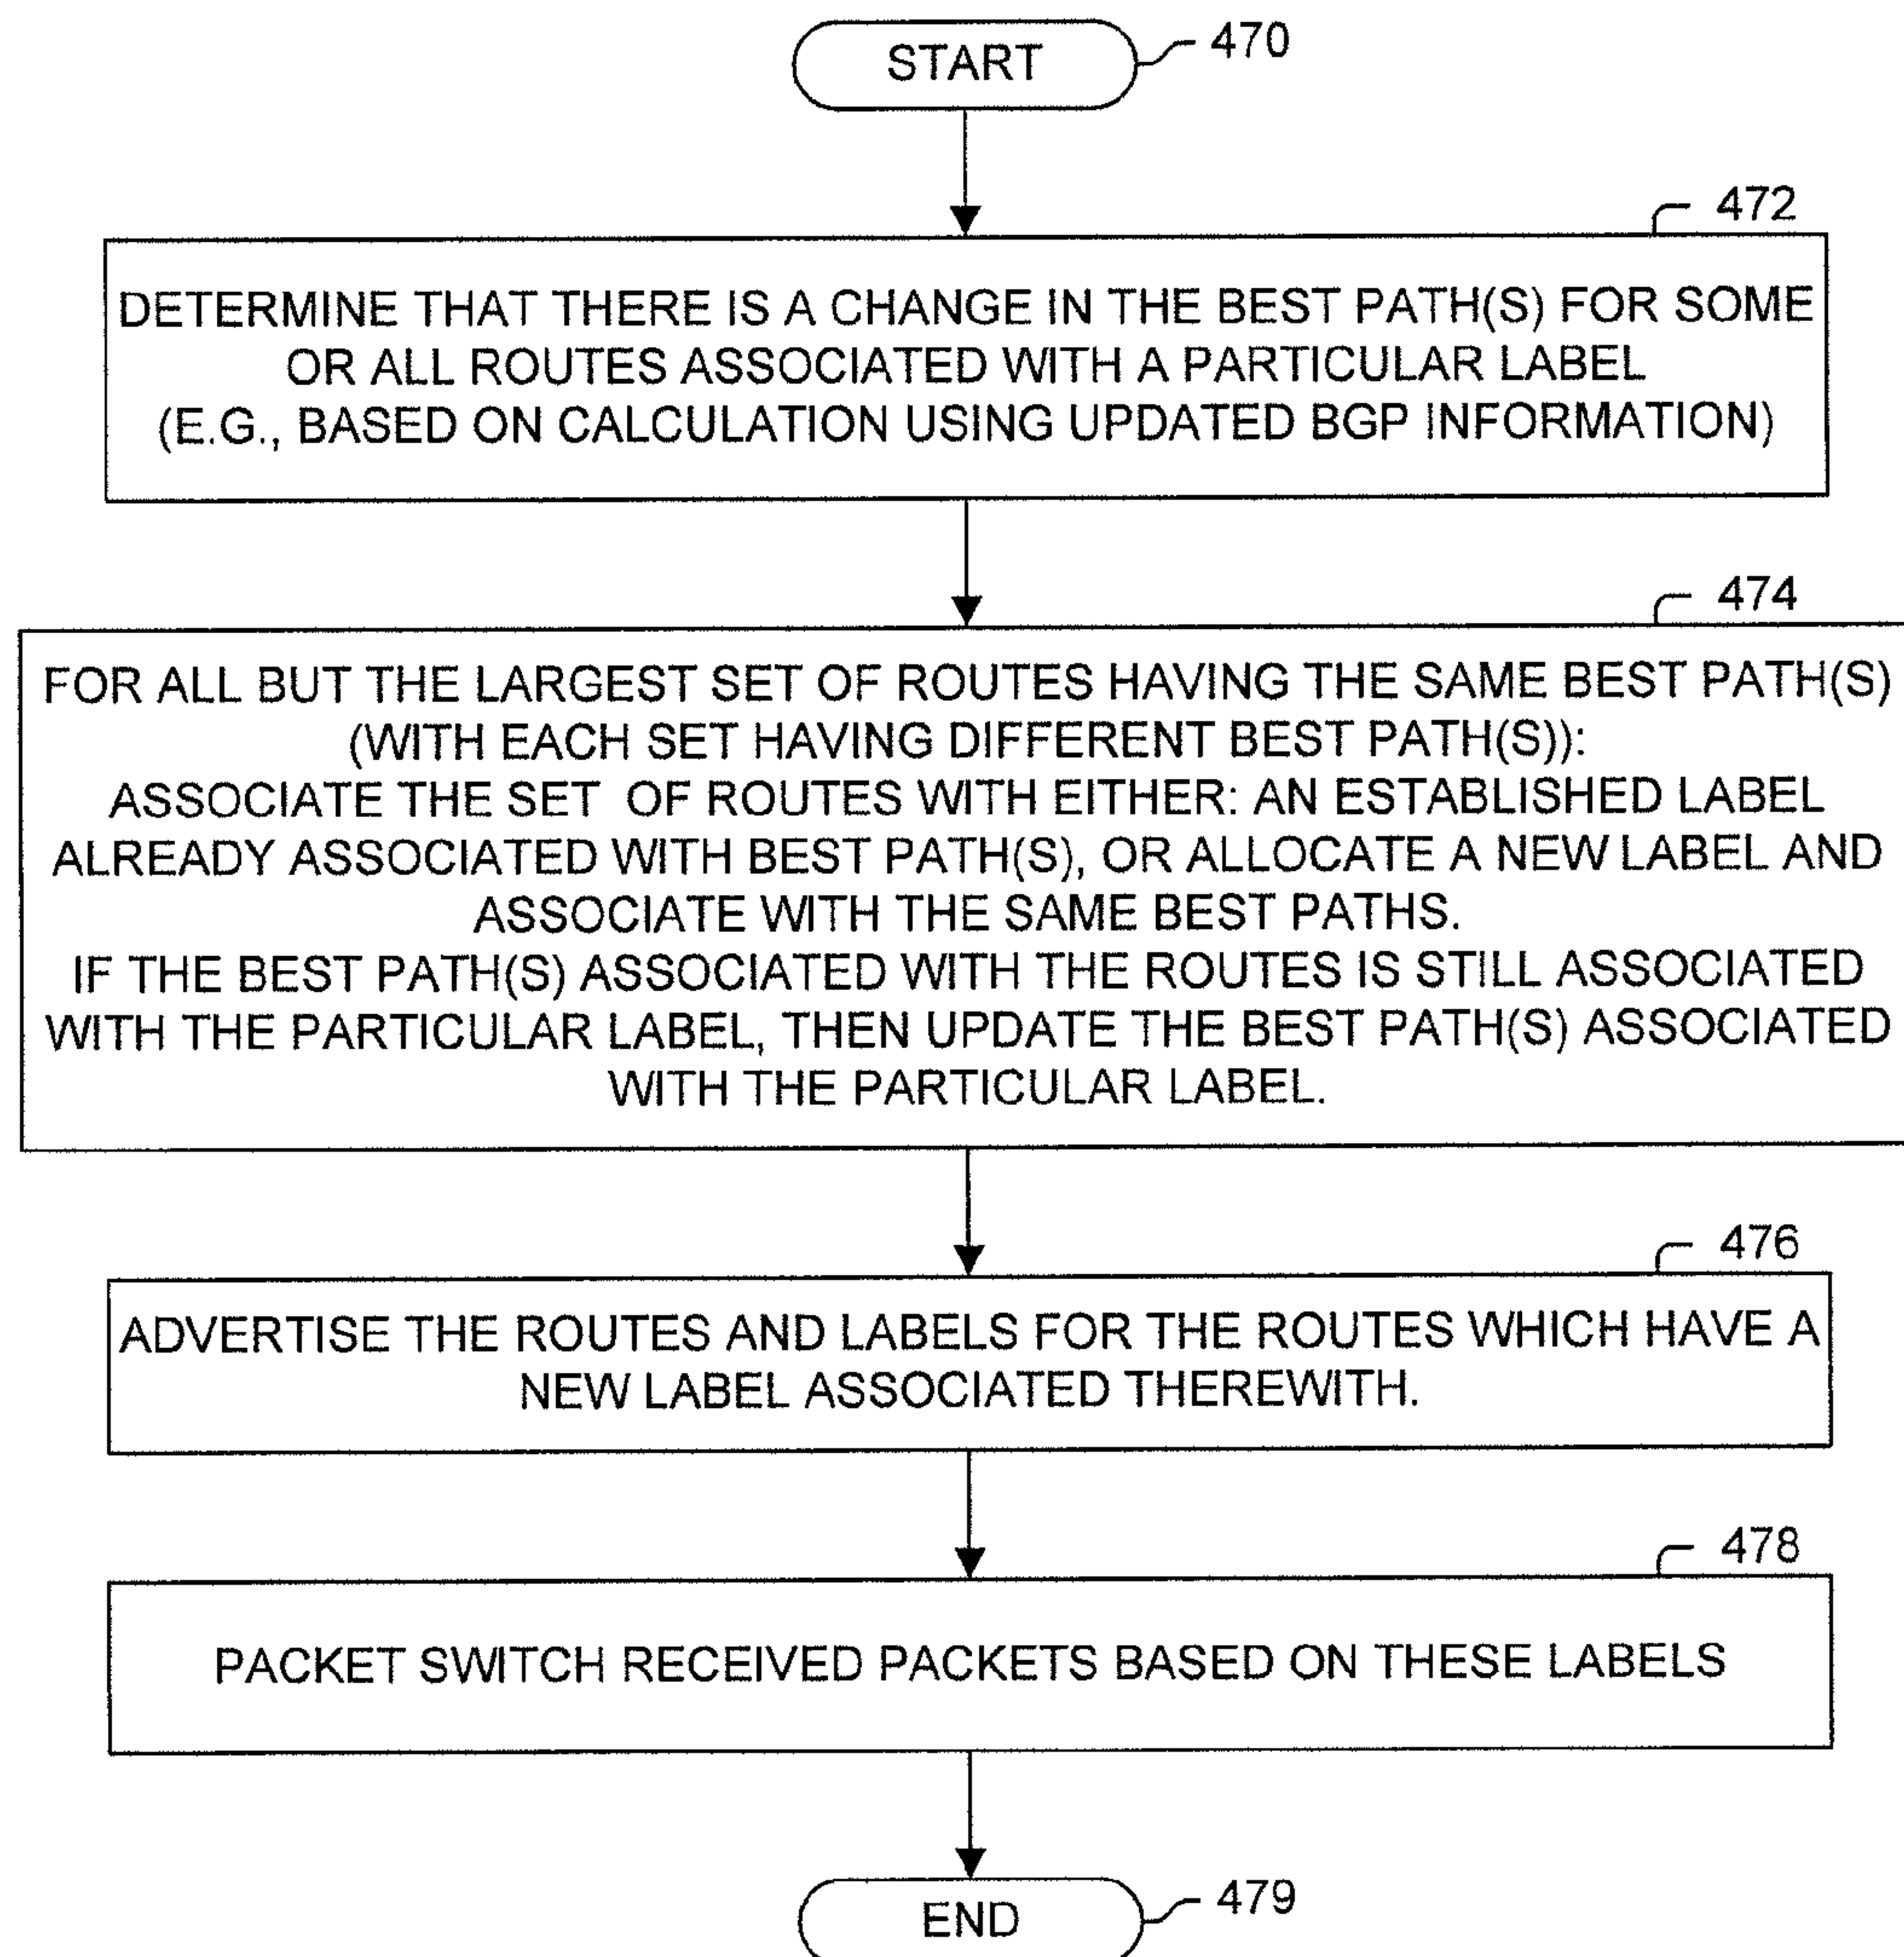 START
470
472
DETERMINE THAT THERE IS A CHANGE IN THE BEST PATH(S) FOR SOME
OR ALL ROUTES ASSOCIATED WITH A PARTICULAR LABEL
(E.G., BASED ON CALCULATION USING UPDATED BGP INFORMATION)
474
FOR ALL BUT THE LARGEST SET OF ROUTES HAVING THE SAME BEST PATH(S)
(WITH EACH SET HAVING DIFFERENT BEST PATH(S)):
ASSOCIATE THE SET OF ROUTES WITH EITHER: AN ESTABLISHED LABEL
ALREADY ASSOCIATED WITH BEST PATH(S), OR ALLOCATE A NEW LABEL AND
ASSOCIATE WITH THE SAME BEST PATHS.
IF THE BEST PATH(S) ASSOCIATED WITH THE ROUTES IS STILL ASSOCIATED
WITH THE PARTICULAR LABEL, THEN UPDATE THE BEST PATH(S) ASSOCIATED
WITH THE PARTICULAR LABEL.
476
ADVERTISE THE ROUTES AND LABELS FOR THE ROUTES WHICH HAVE A
NEW LABEL ASSOCIATED THEREWITH.
478
PACKET SWITCH RECEIVED PACKETS BASED ON THESE LABELS
END
479